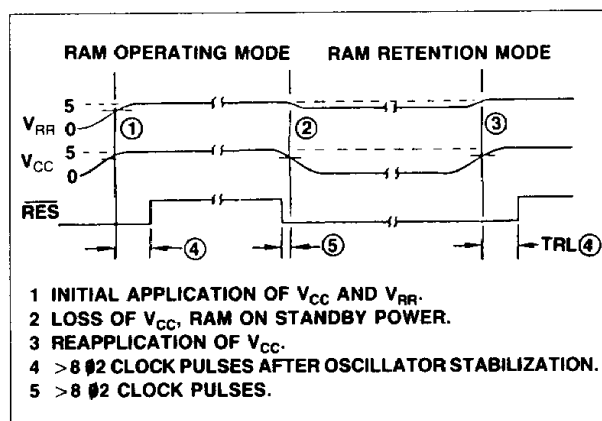 RAM OPERATING MODE RAM RETENTION MODE
5
VRR
0
① ② ③
5
VCC
0
RES
④ ⑤ TRL④
1 INITIAL APPLICATION OF VCC AND VRR.
2 LOSS OF VCC, RAM ON STANDBY POWER.
3 REAPPLICATION OF VCC.
4 >8 ϕ2 CLOCK PULSES AFTER OSCILLATOR STABILIZATION.
5 >8 ϕ2 CLOCK PULSES.